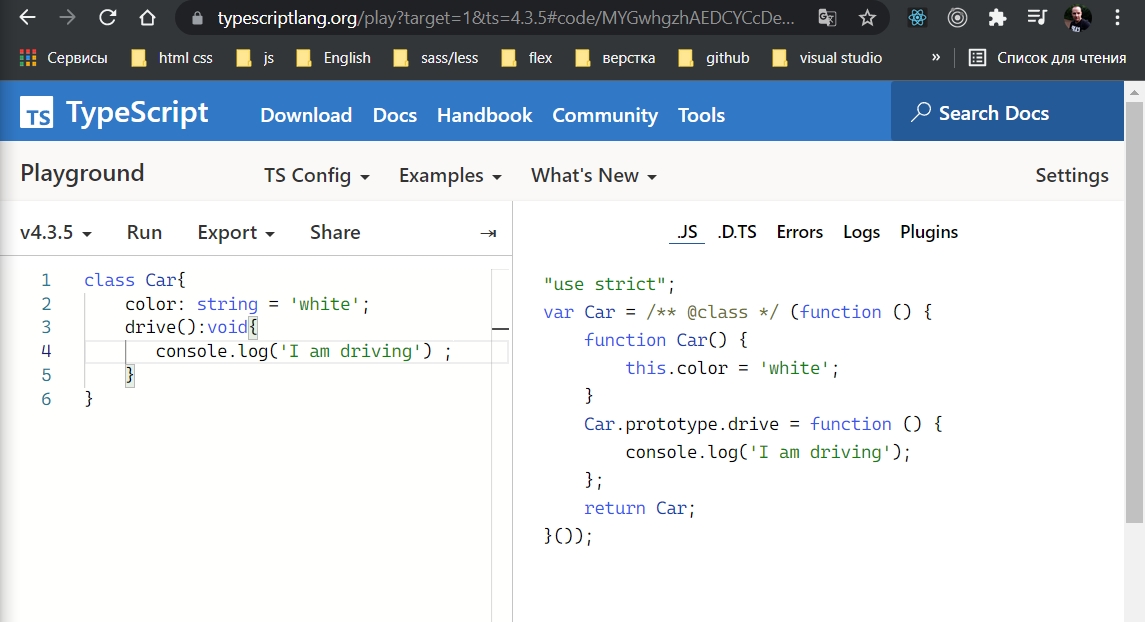 typescriptlang.org/play?target=1&ts=4.3.5#code/MYGwhgzhAEDCYCcDe...
Сервисы html css js English sass/less flex верстка github visual studio » Список для чтения
TS TypeScript Download Docs Handbook Community Tools Search Docs
Playground TS Config Examples What's New Settings
v4.3.5 Run Export Share
.JS .D.TS Errors Logs Plugins
1 class Car{
2 color: string = 'white';
3 drive():void{
4 console.log('I am driving') ;
5 }
6 }
"use strict";
var Car = /** @class */ (function () {
function Car() {
this.color = 'white';
}
Car.prototype.drive = function () {
console.log('I am driving');
};
return Car;
}());